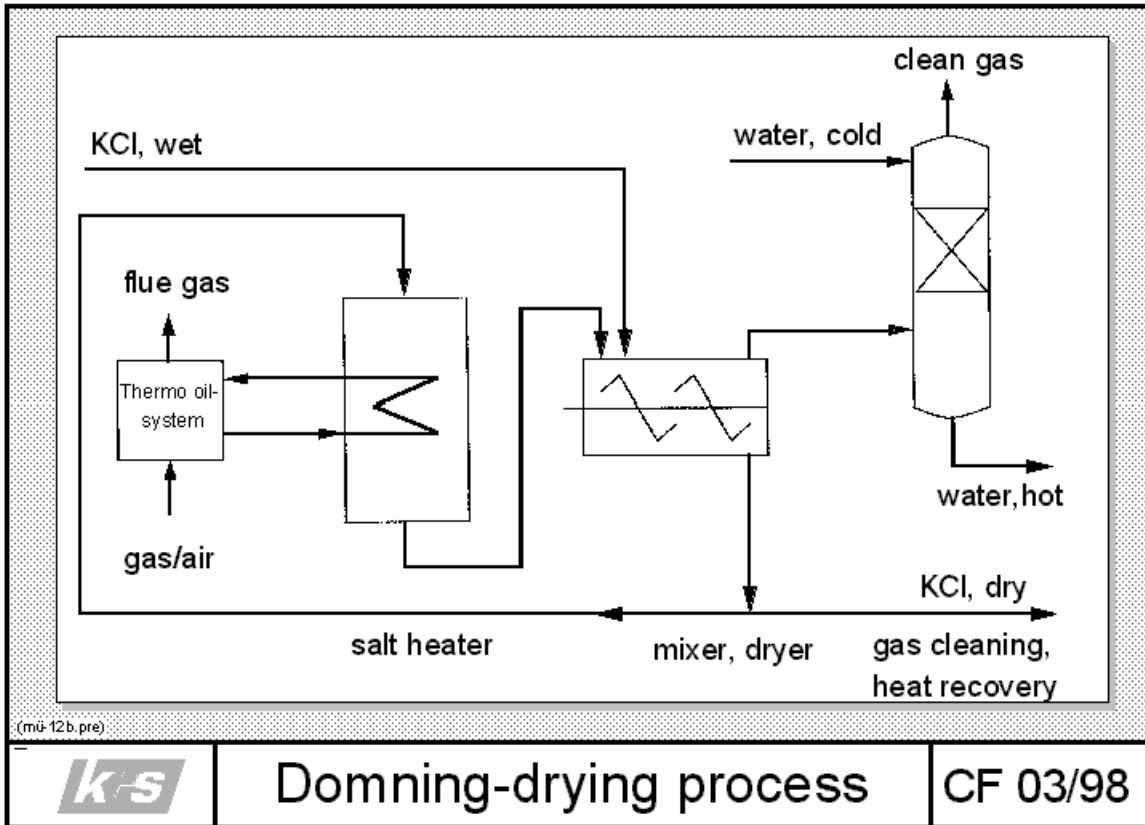 clean gas
KCl, wet
water, cold
flue gas
Thermo oil-
system
gas/air
water,hot
KCl, dry
salt heater
mixer, dryer
gas cleaning,
heat recovery
(mü-12b.pre)
k+s
Domning-drying process
CF 03/98